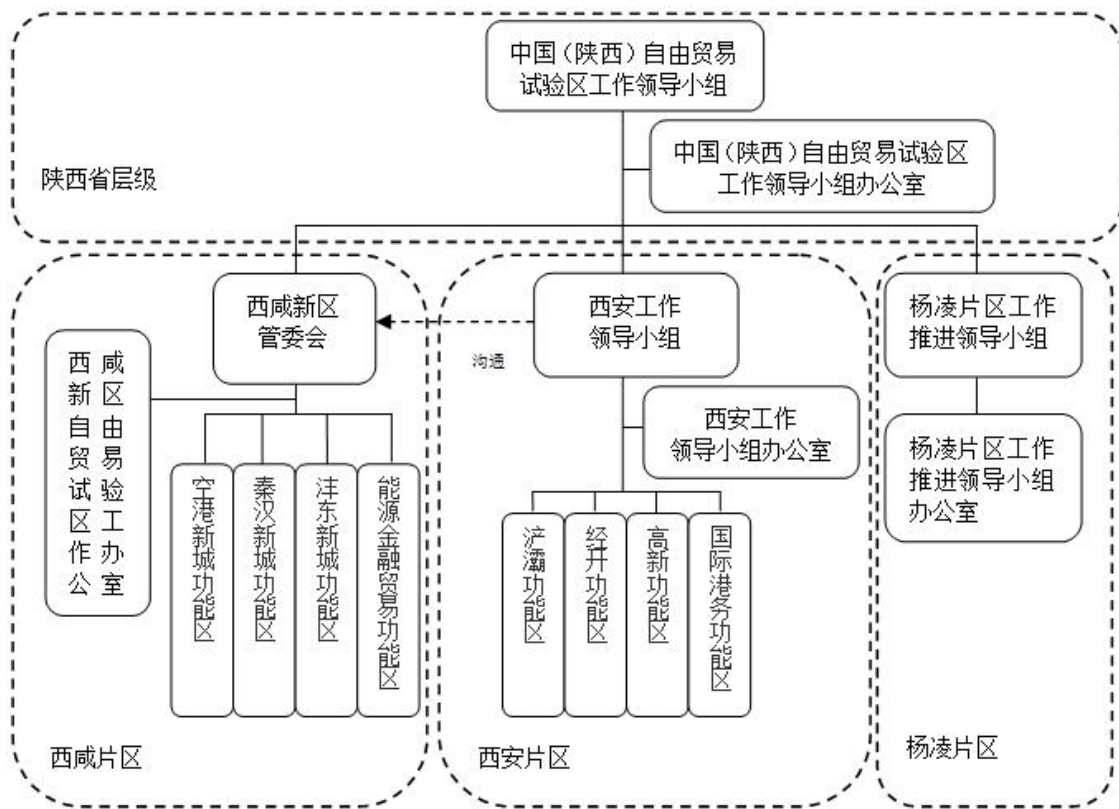 中国（陕西）自由贸易
试验区工作领导小组
中国（陕西）自由贸易试验区
工作领导小组办公室
陕西省层级
西咸新区
管委会
西安工作
领导小组
杨凌片区工作
推进领导小组
沟通
西咸
新区
自由
贸易
试验
区工
作办
公室
西安工作
领导小组办公室
杨凌片区工作
推进领导小组
办公室
空港新城功能区
秦汉新城功能区
沣东新城功能区
能源金融贸易功能区
浐灞功能区
经开功能区
高新功能区
国际港务功能区
西咸片区
西安片区
杨凌片区